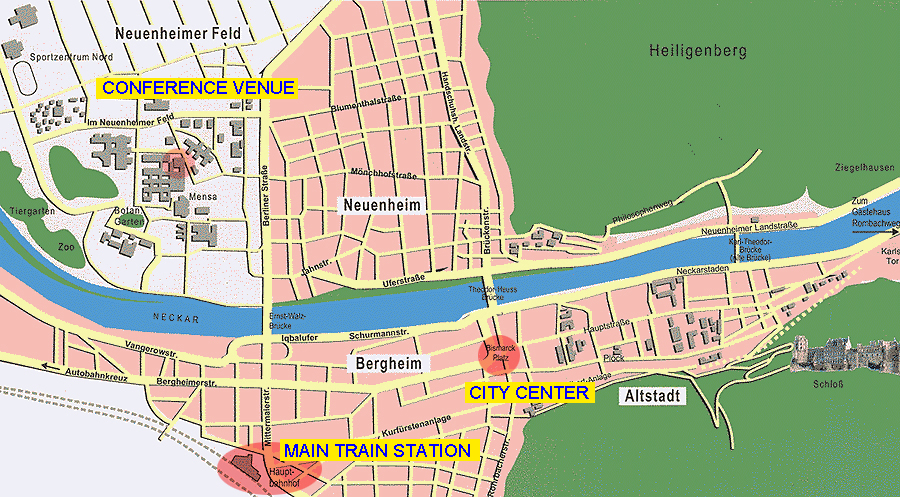 Neuenheimer Feld
Heiligenberg
Sportzentrum Nord
CONFERENCE VENUE
Handschuhsh. Landstr.
Blumenthalstraße
Im Neuenheimer Feld
Mönchhofstraße
Ziegelhausen
Mensa
Berliner Straße
Neuenheim
Tiergarten
Botan.
Garten
Philosophenweg
Zum
Gästehaus
Rombachweg
Brückenstr.
Neuenheimer Landstraße
Zoo
Karl-Theodor-
Brücke
(alte Brücke)
Karls
Tor
Jahnstr.
Uferstraße
Neckarstaden
Theodor-Heuss
Brücke
NECKAR
Ernst-Walz-
Brücke
Iqbalufer
Schurmannstr.
Hauptstraße
Vangerowstr.
Bismarck
Platz
Plöck
Bergheim
Autobahnkreuz
Bergheimerstr.
-Anlage
Schloß
CITY CENTER
Altstadt
Mittermaierstr.
Kurfürstenanlage
MAIN TRAIN STATION
Rohrbacherstr.
Haupt-
bahnhof